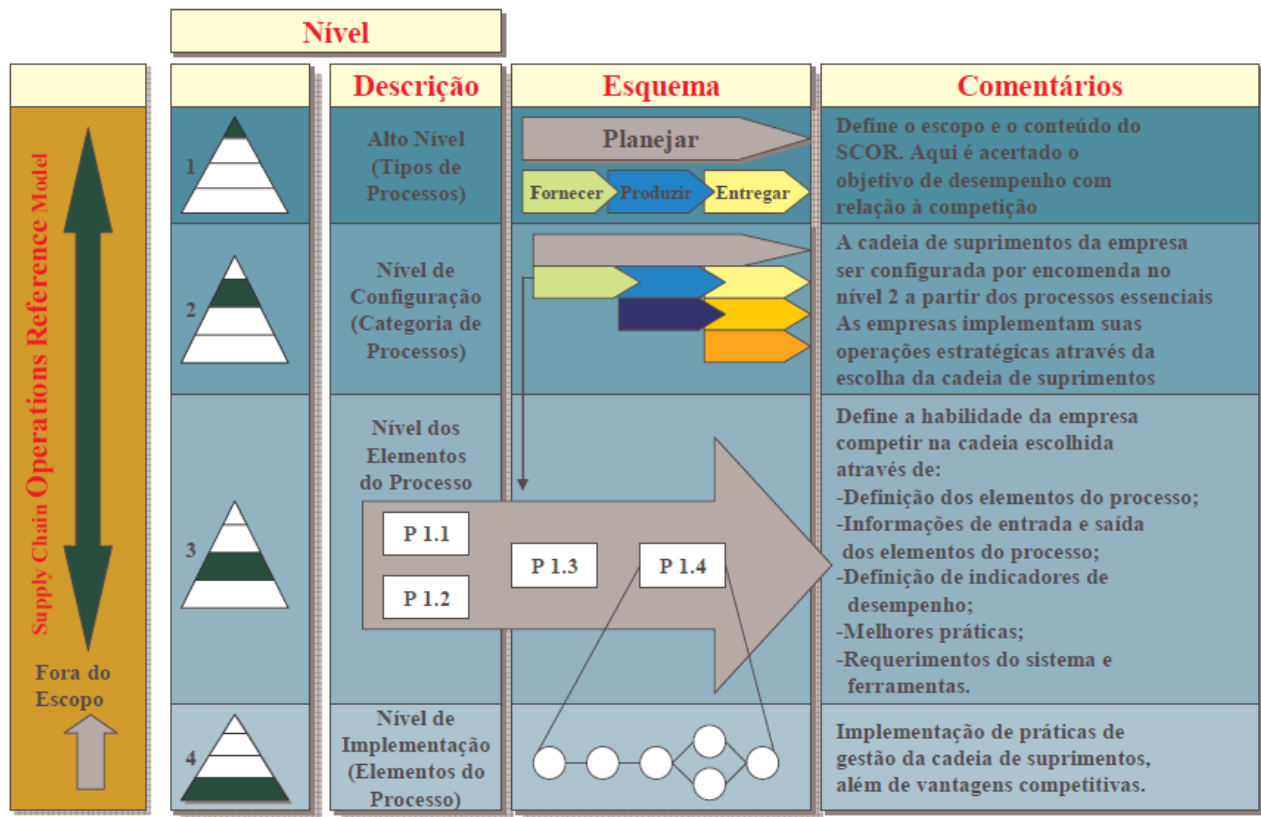 Nível
Descrição
Esquema
Comentários
Supply Chain Operations Reference Model
Fora do
Escopo
1
Alto Nível
(Tipos de
Processos)
Planejar
Fornecer
Produzir
Entregar
Define o escopo e o conteúdo do
SCOR. Aqui é acertado o
objetivo de desempenho com
relação à competição
2
Nível de
Configuração
(Categoria de
Processos)
A cadeia de suprimentos da empresa
ser configurada por encomenda no
nível 2 a partir dos processos essenciais
As empresas implementam suas
operações estratégicas através da
escolha da cadeia de suprimentos
3
Nível dos
Elementos
do Processo
P 1.1
P 1.2
P 1.3
P 1.4
Define a habilidade da empresa
competir na cadeia escolhida
através de:
-Definição dos elementos do processo;
-Informações de entrada e saída
dos elementos do processo;
-Definição de indicadores de
desempenho;
-Melhores práticas;
-Requerimentos do sistema e
ferramentas.
4
Nível de
Implementação
(Elementos do
Processo)
Implementação de práticas de
gestão da cadeia de suprimentos,
além de vantagens competitivas.